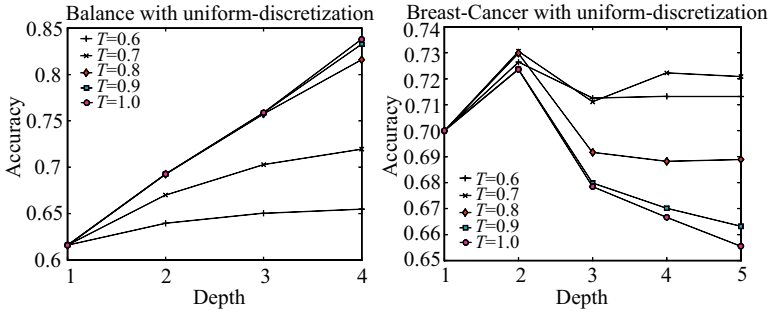 Balance with uniform-discretization
0.85
0.8
0.75
0.7
0.65
0.6
Accuracy
T=0.6
T=0.7
T=0.8
T=0.9
T=1.0
1 2 3 4
Depth
Breast-Cancer with uniform-discretization
0.74
0.73
0.72
0.71
0.70
0.69
0.68
0.67
0.66
0.65
Accuracy
T=0.6
T=0.7
T=0.8
T=0.9
T=1.0
1 2 3 4 5
Depth